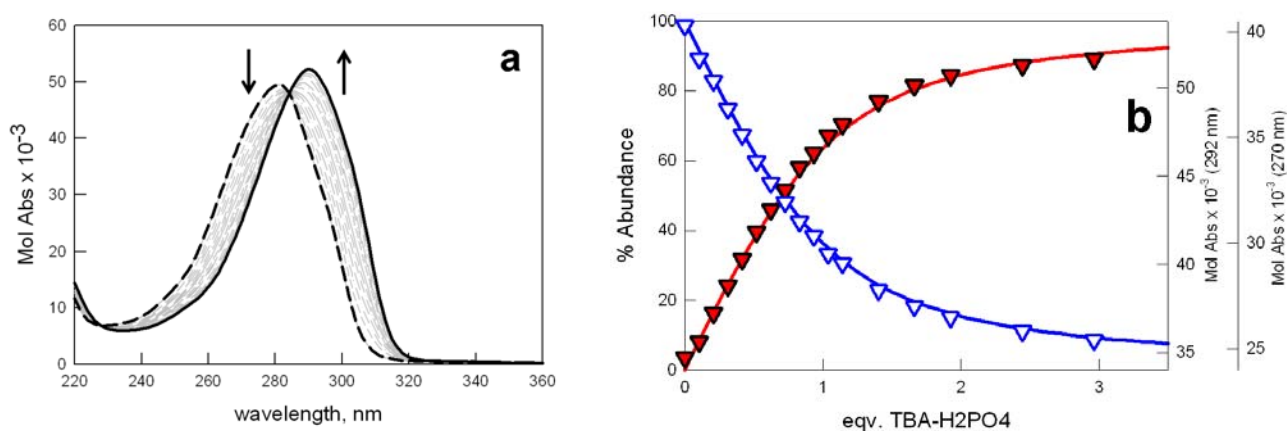 a
Mol Abs x 10-3
60
50
40
30
20
10
0
220 240 260 280 300 320 340 360
wavelength, nm
b
% Abundance
100
80
60
40
20
0
0 1 2 3
eqv. TBA-H2PO4
50
45
40
35
Mol Abs x 10-3 (292 nm)
40
35
30
25
Mol Abs x 10-3 (270 nm)